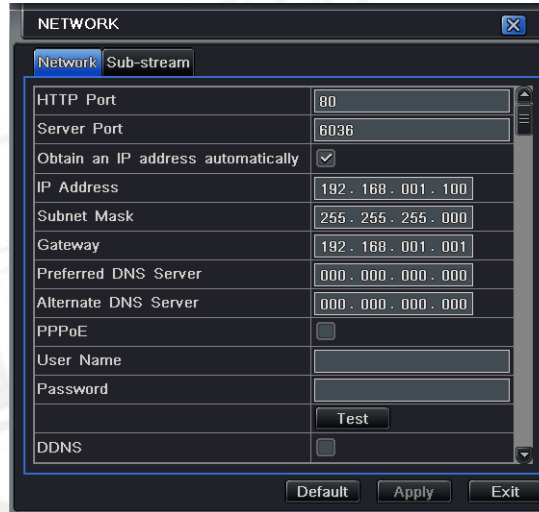 NETWORK
Network Sub-stream
HTTP Port 80
Server Port 6036
Obtain an IP address automatically
IP Address 192 . 168 . 001 . 100
Subnet Mask 255 . 255 . 255 . 000
Gateway 192 . 168 . 001 . 001
Preferred DNS Server 000 . 000 . 000 . 000
Alternate DNS Server 000 . 000 . 000 . 000
PPPoE
User Name
Password
Test
DDNS
Default Apply Exit